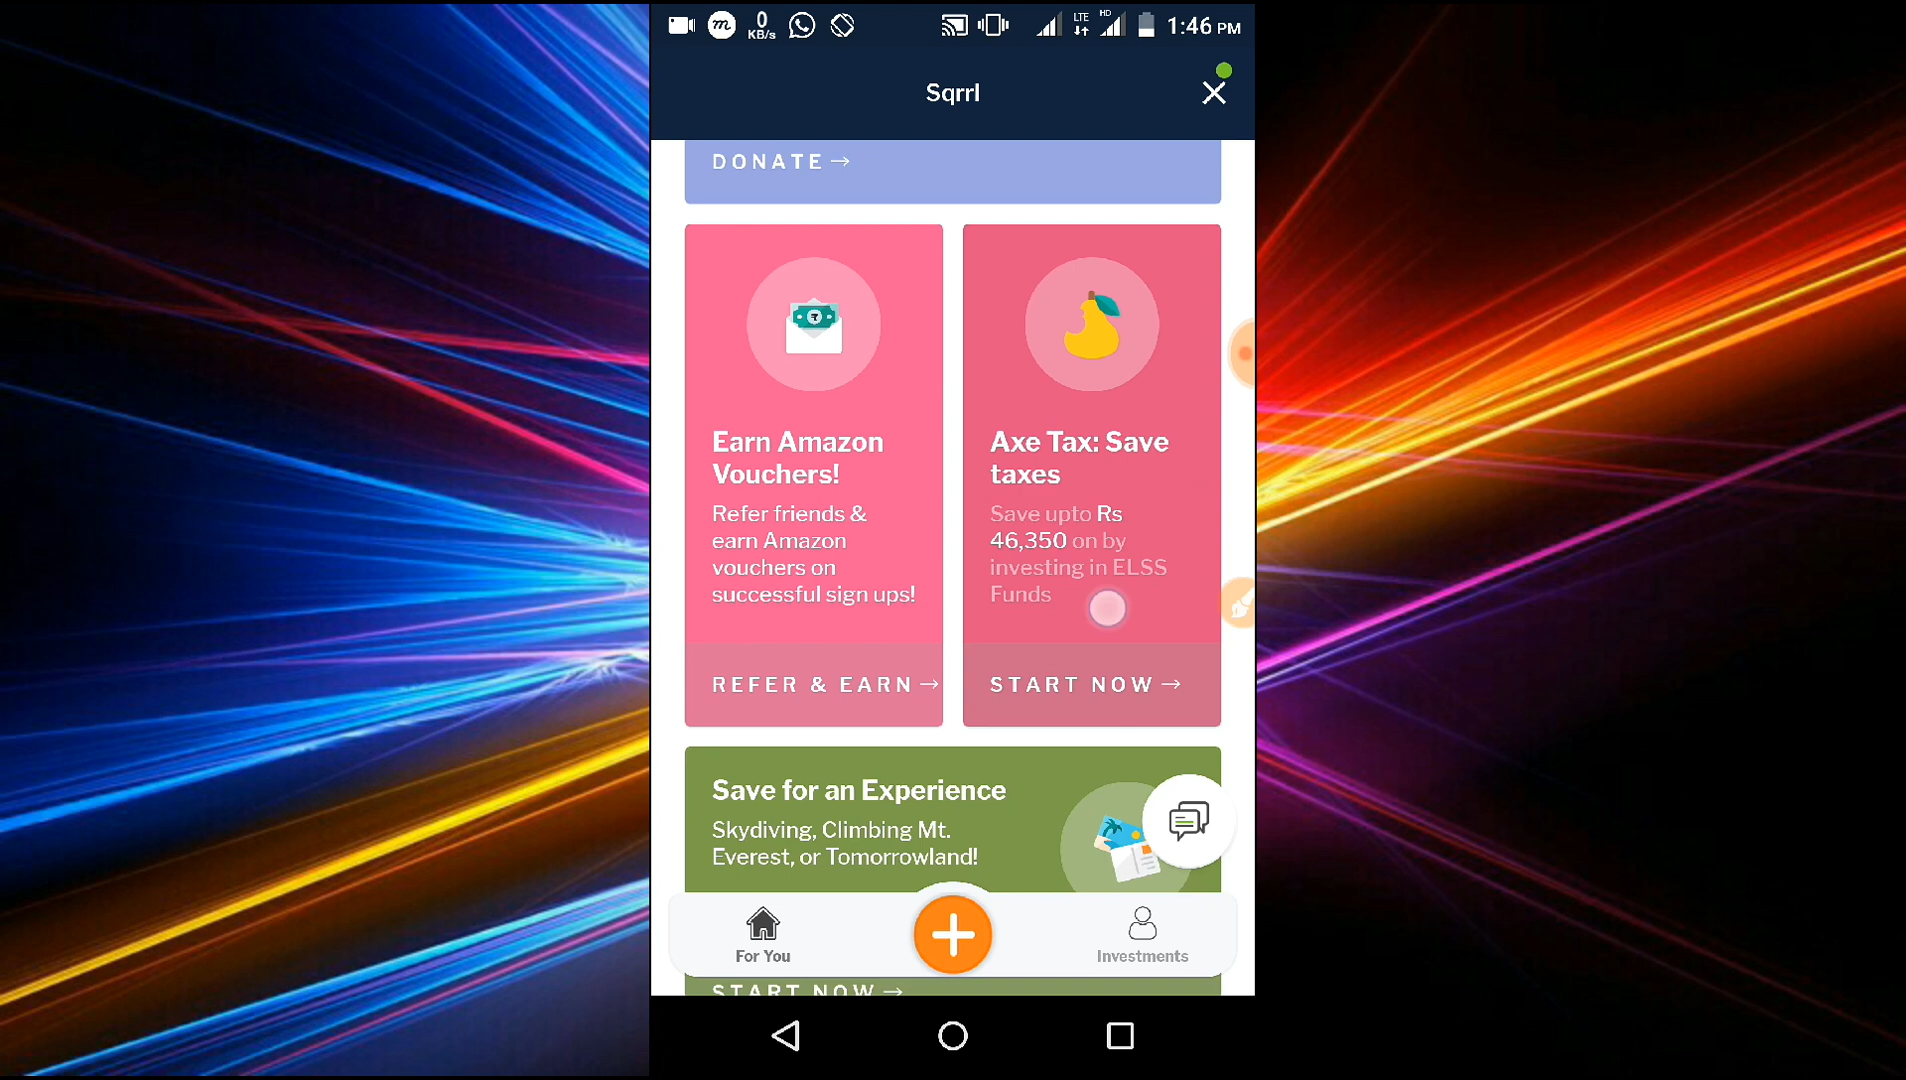 0
KB/s
LTE
HD
1:46 PM
Sqrrl
DONATE →
Earn Amazon
Vouchers!
Refer friends &
earn Amazon
vouchers on
successful sign ups!
REFER & EARN →
Axe Tax: Save
taxes
Save upto Rs
46,350 on by
investing in ELSS
Funds
START NOW →
Save for an Experience
Skydiving, Climbing Mt.
Everest, or Tomorrowland!
For You
Investments
START NOW →